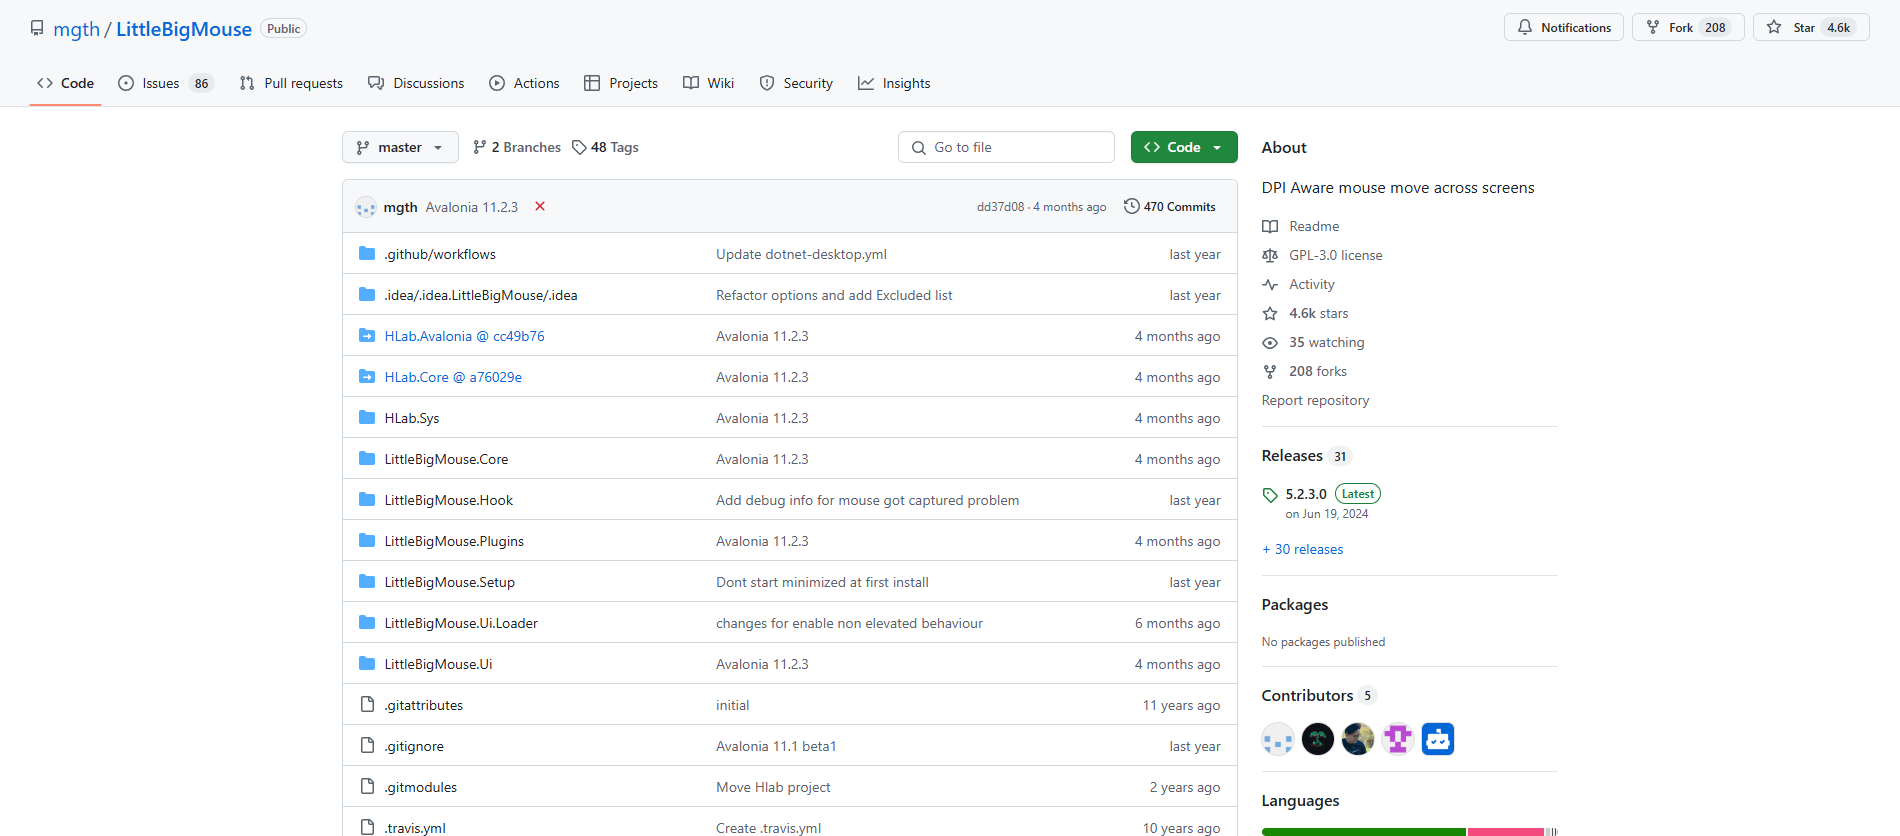 mgth / LittleBigMouse Public
Notifications
Fork 208
Star 4.6k
Code
Issues 86
Pull requests
Discussions
Actions
Projects
Wiki
Security
Insights
master
2 Branches
48 Tags
Go to file
Code
mgth Avalonia 11.2.3 dd37d08 · 4 months ago 470 Commits
.github/workflows Update dotnet-desktop.yml last year
.idea/.idea.LittleBigMouse/.idea Refactor options and add Excluded list last year
HLab.Avalonia @ cc49b76 Avalonia 11.2.3 4 months ago
HLab.Core @ a76029e Avalonia 11.2.3 4 months ago
HLab.Sys Avalonia 11.2.3 4 months ago
LittleBigMouse.Core Avalonia 11.2.3 4 months ago
LittleBigMouse.Hook Add debug info for mouse got captured problem last year
LittleBigMouse.Plugins Avalonia 11.2.3 4 months ago
LittleBigMouse.Setup Dont start minimized at first install last year
LittleBigMouse.Ui.Loader changes for enable non elevated behaviour 6 months ago
LittleBigMouse.Ui Avalonia 11.2.3 4 months ago
.gitattributes initial 11 years ago
.gitignore Avalonia 11.1 beta1 last year
.gitmodules Move Hlab project 2 years ago
.travis.yml Create .travis.yml 10 years ago
About
DPI Aware mouse move across screens
Readme
GPL-3.0 license
Activity
4.6k stars
35 watching
208 forks
Report repository
Releases 31
5.2.3.0 Latest
on Jun 19, 2024
+ 30 releases
Packages
No packages published
Contributors 5
Languages